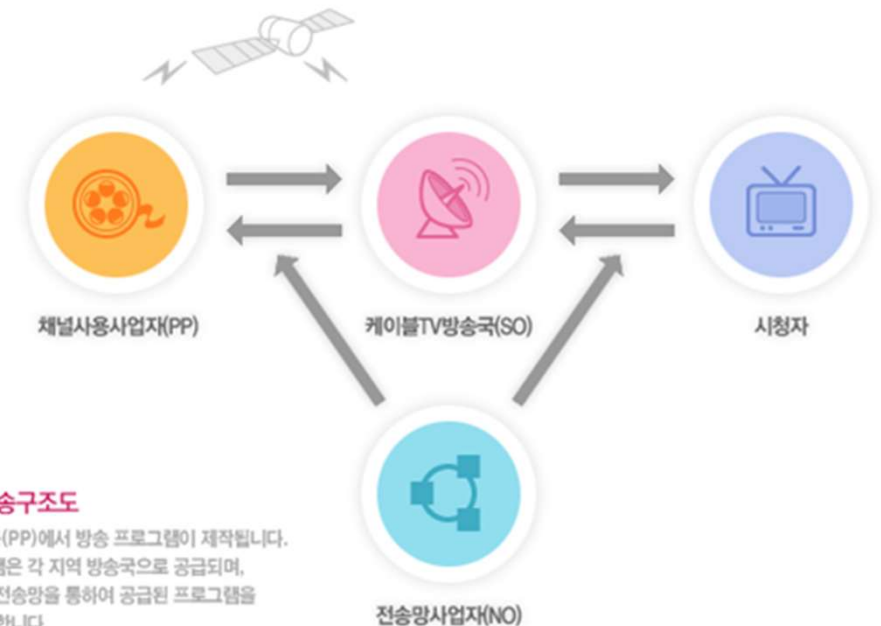 채널사용사업자(PP)
케이블TV방송국(SO)
시청자
송구조도
(PP)에서 방송 프로그램이 제작됩니다.
램은 각 지역 방송국으로 공급되며,
전송망을 통하여 공급된 프로그램을
합니다.
전송망사업자(NO)